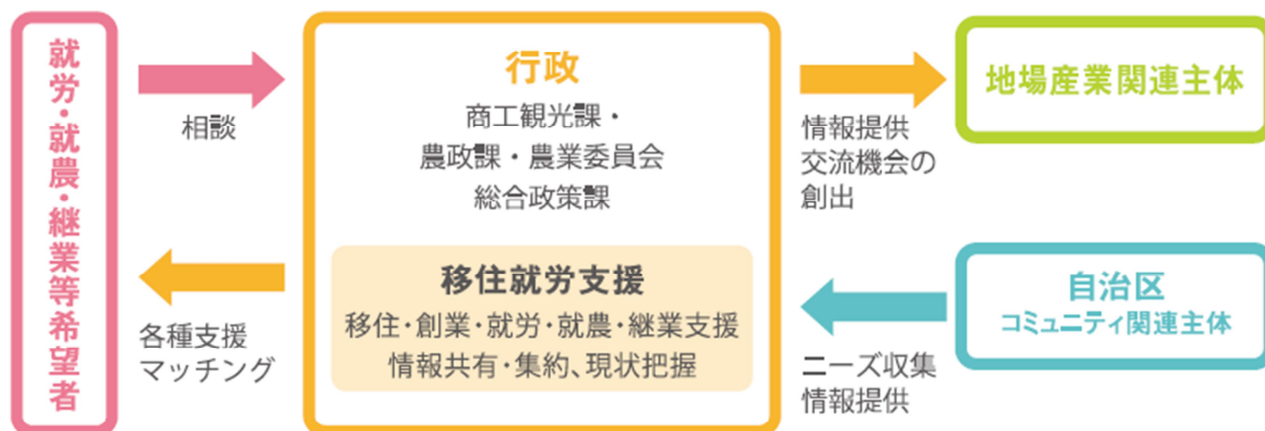 就労・就農・継業等希望者
相談
各種支援
マッチング
行政
商工観光課・
農政課・農業委員会
総合政策課
移住就労支援
移住・創業・就労・就農・継業支援
情報共有・集約、現状把握
情報提供
交流機会の
創出
ニーズ収集
情報提供
地場産業関連主体
自治区
コミュニティ関連主体